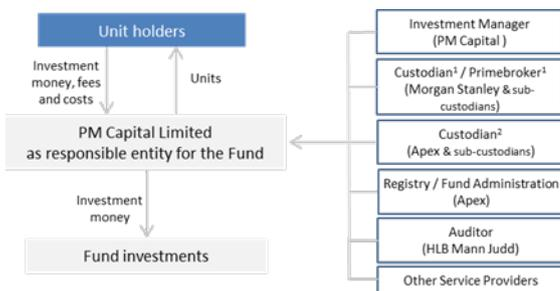 Unit holders
Investment
money, fees
and costs
Units
PM Capital Limited
as responsible entity for the Fund
Investment
money
Fund investments
Investment Manager
(PM Capital )
Custodian¹ / Primebroker¹
(Morgan Stanley & sub-
custodians)
Custodian²
(Apex & sub-custodians)
Registry / Fund Administration
(Apex)
Auditor
(HLB Mann Judd)
Other Service Providers